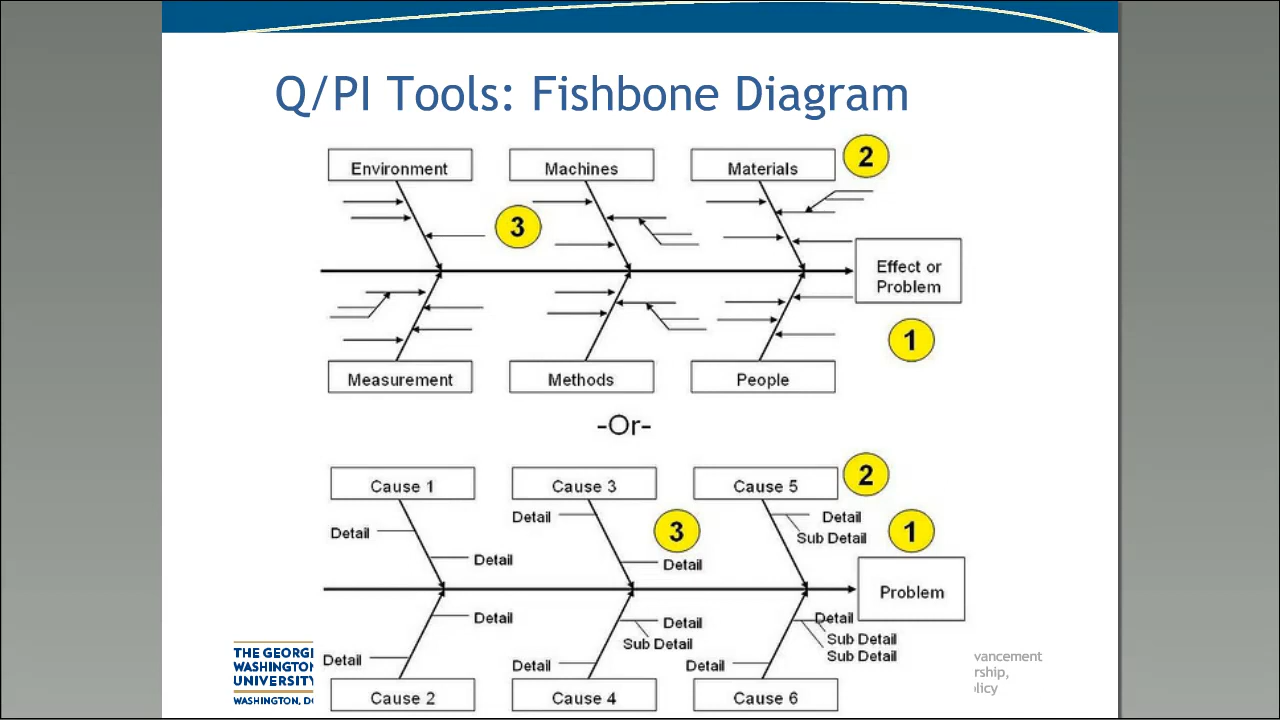 Q/PI Tools: Fishbone Diagram
Environment
Machines
Materials
2
3
Effect or
Problem
1
Measurement
Methods
People
-Or-
Cause 1
Cause 3
Cause 5
2
Detail
Detail
Detail
Sub Detail
3
1
Detail
Detail
Problem
Detail
Detail
Sub Detail
Detail
Sub Detail
Sub Detail
Detail
Detail
Detail
Cause 2
Cause 4
Cause 6
THE GEORGE
WASHINGTON
UNIVERSITY
WASHINGTON, DC
vancement
rship,
licy